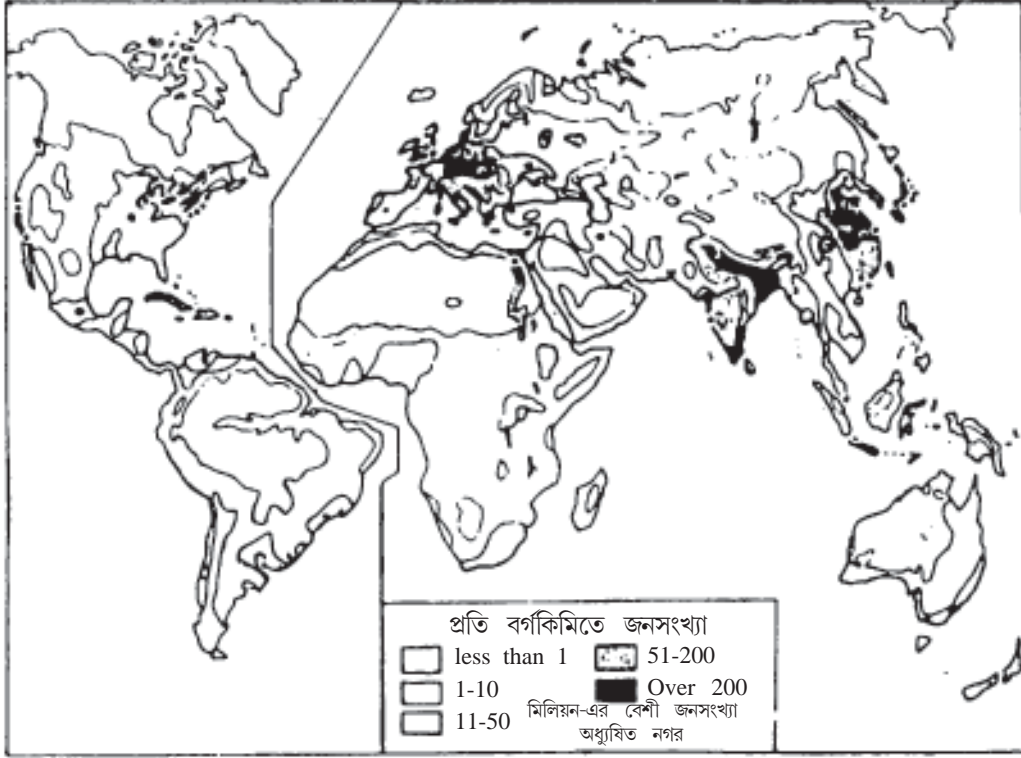 প্রতি বর্গকিমিতে জনসংখ্যা
less than 1
51-200
1-10
Over 200
11-50
মিলিয়ন-এর বেশী জনসংখ্যা
অধ্যুষিত নগর